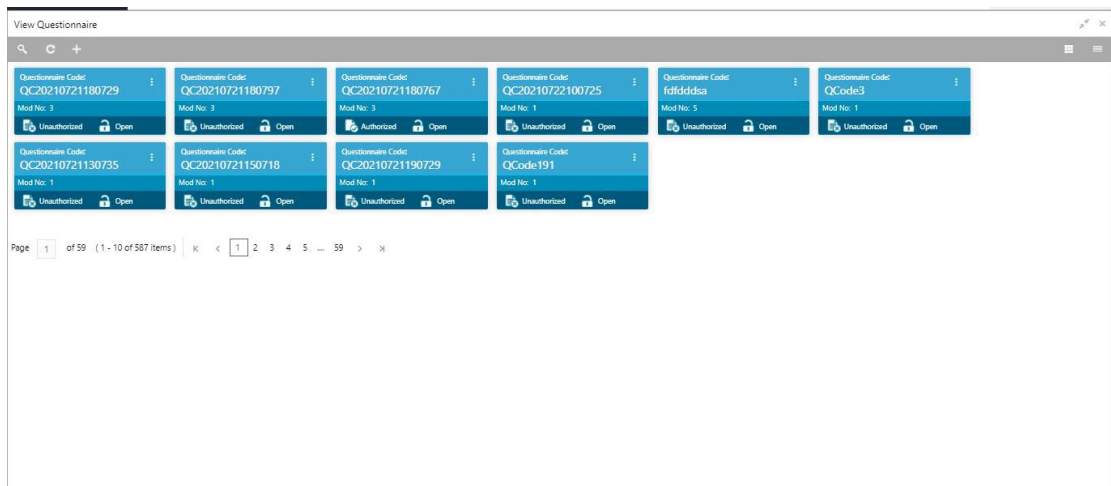 View Questionnaire
Questionnaire Code:
QC20210721180729
Mod No: 3
Unauthorized Open
Questionnaire Code:
QC20210721180797
Mod No: 3
Unauthorized Open
Questionnaire Code:
QC20210721180767
Mod No: 3
Authorized Open
Questionnaire Code:
QC20210722100725
Mod No: 1
Unauthorized Open
Questionnaire Code:
fdfdddsa
Mod No: 5
Unauthorized Open
Questionnaire Code:
QCode3
Mod No: 1
Unauthorized Open
Questionnaire Code:
QC20210721130735
Mod No: 1
Unauthorized Open
Questionnaire Code:
QC20210721150718
Mod No: 1
Unauthorized Open
Questionnaire Code:
QC20210721190729
Mod No: 1
Unauthorized Open
Questionnaire Code:
QCode191
Mod No: 1
Unauthorized Open
Page 1 of 59 (1 - 10 of 587 items) 1 2 3 4 5 ... 59